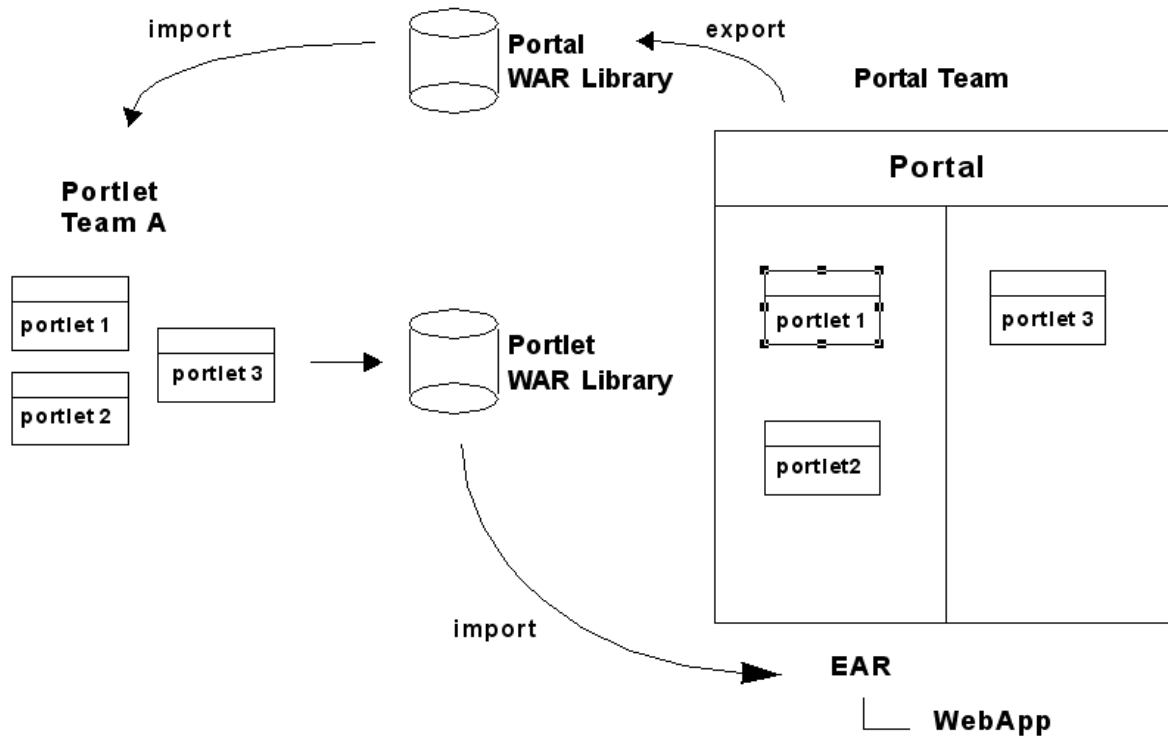 import
Portal
WAR Library
export
Portal Team
Portal
Portlet
Team A
portlet 1
portlet 2
portlet 3
Portlet
WAR Library
portlet 1
portlet 3
portlet2
import
EAR
WebApp